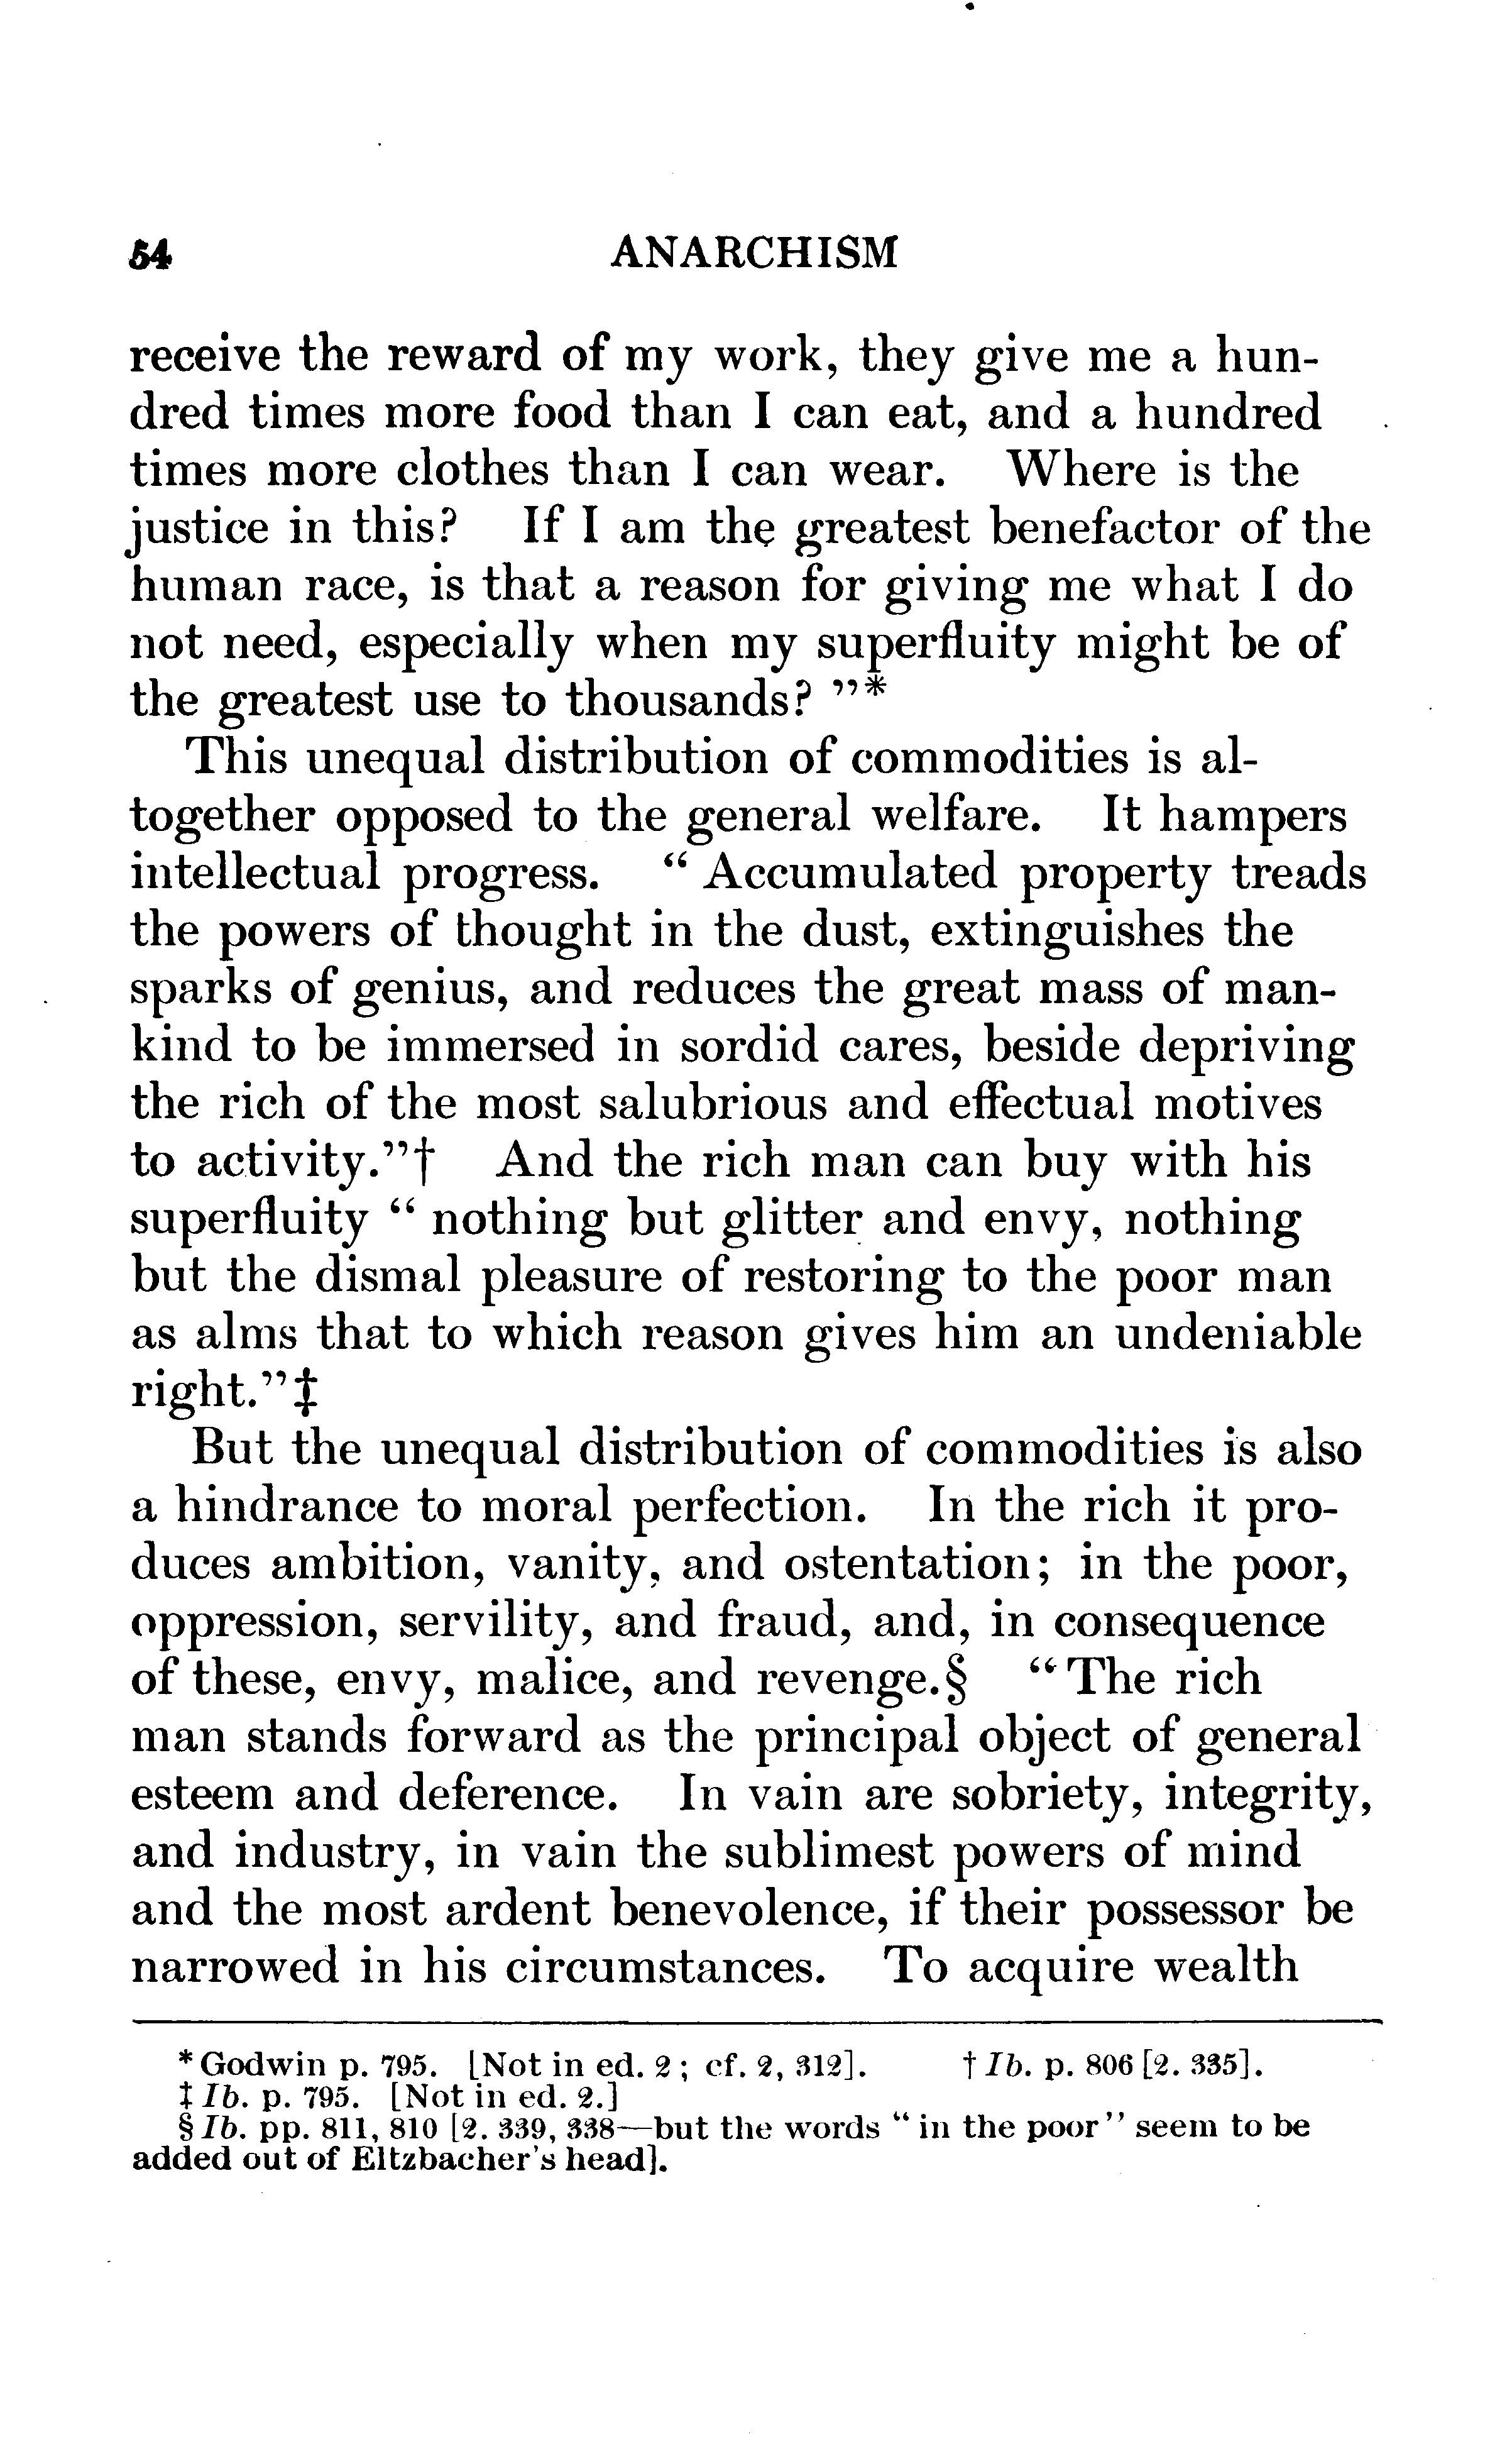 54 ANARCHISM
receive the reward of my work, they give me a hun-
dred times more food than I can eat, and a hundred
times more clothes than I can wear. Where is the
justice in this? If I am the greatest benefactor of the
human race, is that a reason for giving me what I do
not need, especially when my superfluity might be of
the greatest use to thousands? "*
This unequal distribution of commodities is al-
together opposed to the general welfare. It hampers
intellectual progress. " Accumulated property treads
the powers of thought in the dust, extinguishes the
sparks of genius, and reduces the great mass of man-
kind to be immersed in sordid cares, beside depriving
the rich of the most salubrious and effectual motives
to activity."† And the rich man can buy with his
superfluity " nothing but glitter and envy, nothing
but the dismal pleasure of restoring to the poor man
as alms that to which reason gives him an undeniable
right."‡
But the unequal distribution of commodities is also
a hindrance to moral perfection. In the rich it pro-
duces ambition, vanity, and ostentation; in the poor,
oppression, servility, and fraud, and, in consequence
of these, envy, malice, and revenge.§ " The rich
man stands forward as the principal object of general
esteem and deference. In vain are sobriety, integrity,
and industry, in vain the sublimest powers of mind
and the most ardent benevolence, if their possessor be
narrowed in his circumstances. To acquire wealth
* Godwin p. 795. [Not in ed. 2 ; cf. 2, 312]. † Ib. p. 806 [2. 335].
‡ Ib. p. 795. [Not in ed. 2.]
§ Ib. pp. 811, 810 [2. 339, 338—but the words " in the poor" seem to be
added out of Eltzbacher's head].